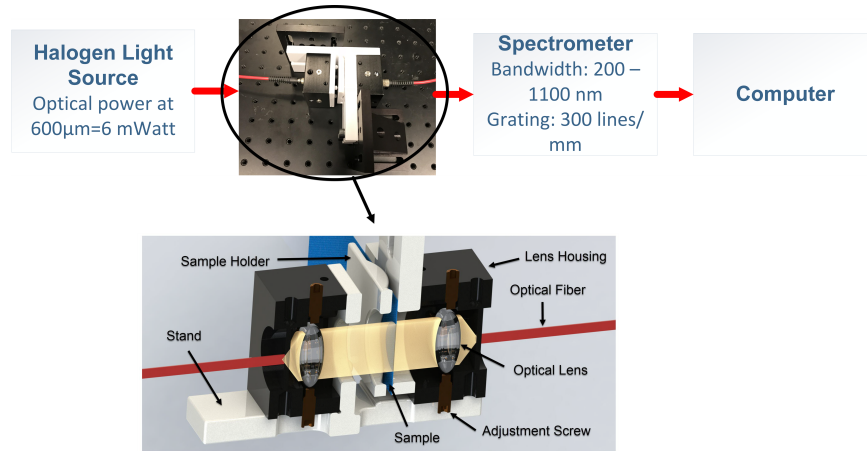 Halogen Light
Source
Optical power at
600μm=6 mWatt
Spectrometer
Bandwidth: 200 –
1100 nm
Grating: 300 lines/
mm
Computer
Sample Holder
Lens Housing
Optical Fiber
Stand
Optical Lens
Sample
Adjustment Screw